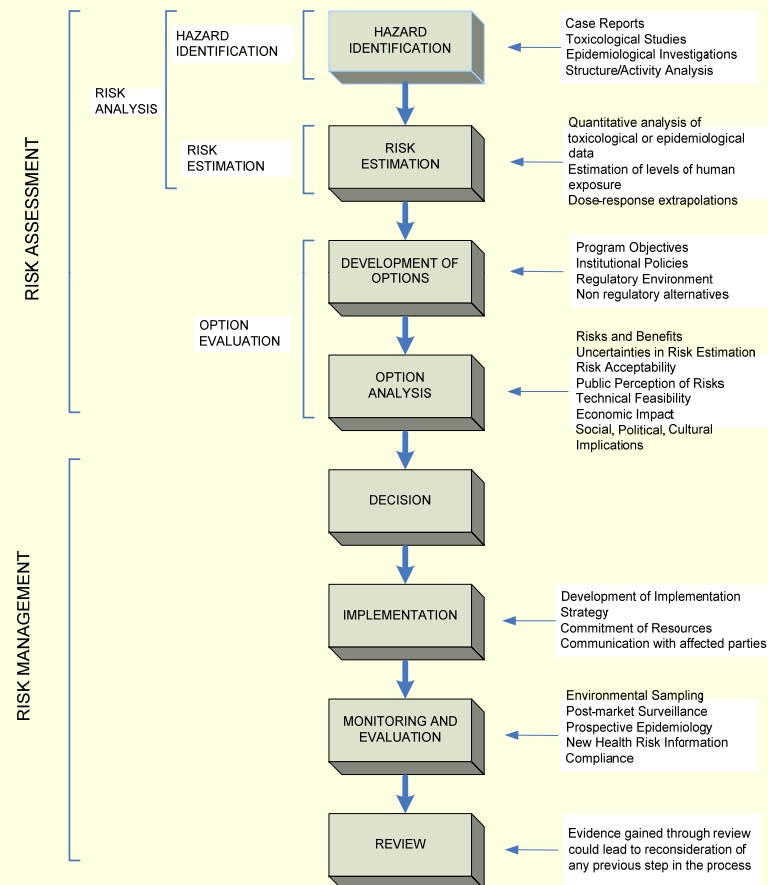 HAZARD
IDENTIFICATION
HAZARD
IDENTIFICATION
Case Reports
Toxicological Studies
Epidemiological Investigations
Structure/Activity Analysis
RISK
ANALYSIS
RISK ASSESSMENT
RISK
ESTIMATION
RISK
ESTIMATION
Quantitative analysis of
toxicological or epidemiological
data
Estimation of levels of human
exposure
Dose-response extrapolations
DEVELOPMENT OF
OPTIONS
Program Objectives
Institutional Policies
Regulatory Environment
Non regulatory alternatives
OPTION
EVALUATION
OPTION
ANALYSIS
Risks and Benefits
Uncertainties in Risk Estimation
Risk Acceptability
Public Perception of Risks
Technical Feasibility
Economic Impact
Social, Political, Cultural
Implications
RISK MANAGEMENT
DECISION
IMPLEMENTATION
Development of Implementation
Strategy
Commitment of Resources
Communication with affected parties
MONITORING AND
EVALUATION
Environmental Sampling
Post-market Surveillance
Prospective Epidemiology
New Health Risk Information
Compliance
REVIEW
Evidence gained through review
could lead to reconsideration of
any previous step in the process